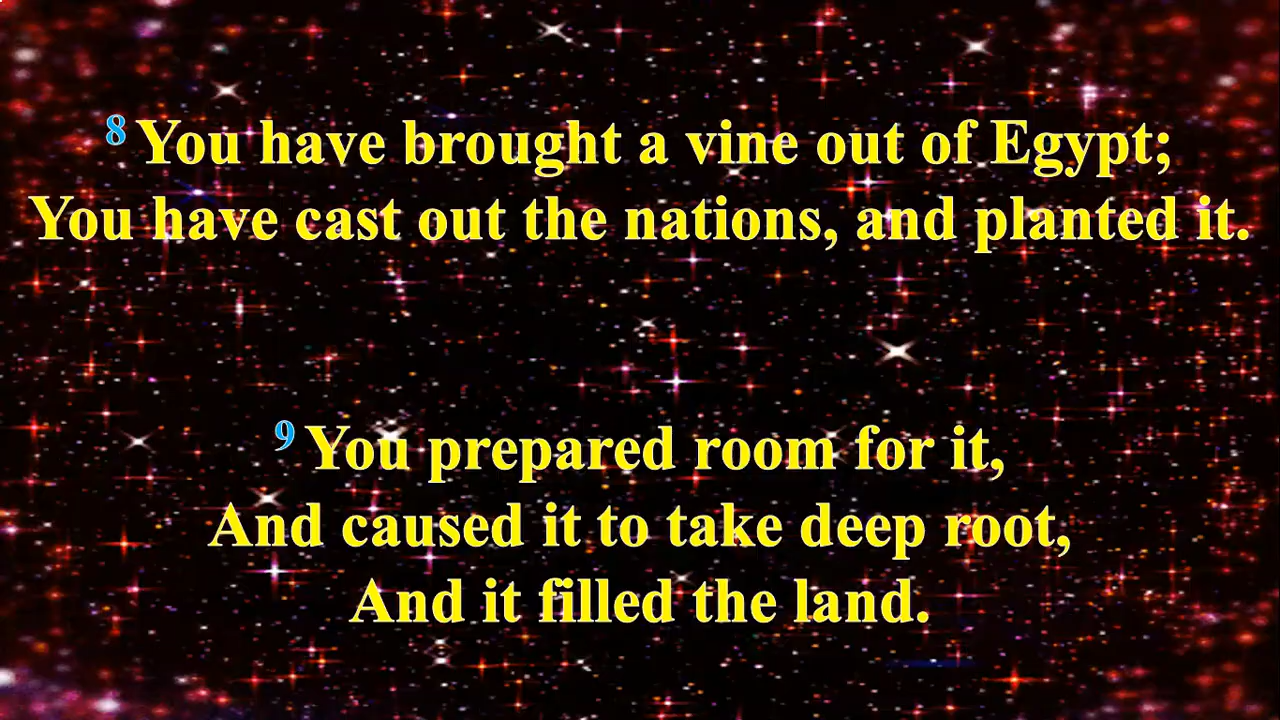 8 You have brought a vine out of Egypt;
You have cast out the nations, and planted it.
9 You prepared room for it,
And caused it to take deep root,
And it filled the land.